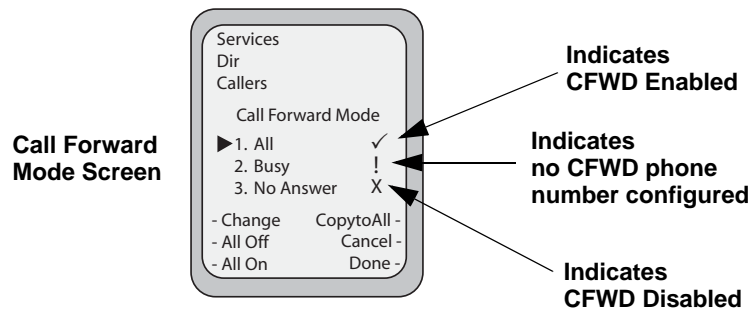 Call Forward
Mode Screen
Services
Dir
Callers
Call Forward Mode
▶1. All ✓
2. Busy !
3. No Answer X
- Change CopytoAll -
- All Off Cancel -
- All On Done -
Indicates
CFWD Enabled
Indicates
no CFWD phone
number configured
Indicates
CFWD Disabled